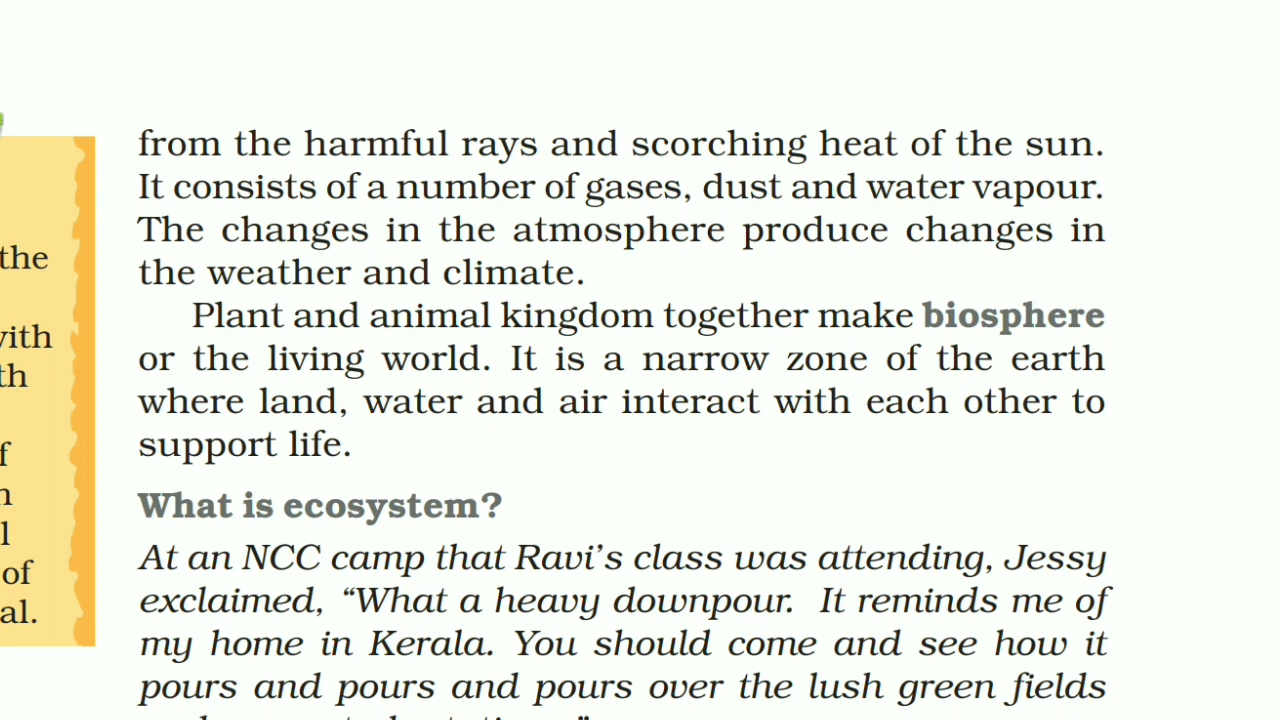 from the harmful rays and scorching heat of the sun.
It consists of a number of gases, dust and water vapour.
The changes in the atmosphere produce changes in
the weather and climate.
Plant and animal kingdom together make biosphere
or the living world. It is a narrow zone of the earth
where land, water and air interact with each other to
support life.
What is ecosystem?
At an NCC camp that Ravi’s class was attending, Jessy
exclaimed, “What a heavy downpour. It reminds me of
my home in Kerala. You should come and see how it
pours and pours and pours over the lush green fields
the
of